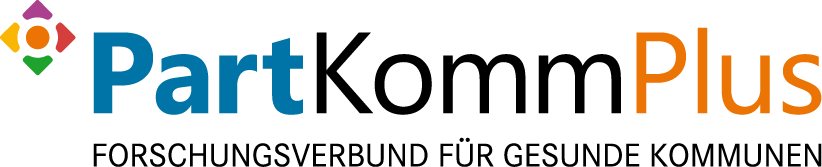 PartKommPlus
FORSCHUNGSVERBUND FÜR GESUNDE KOMMUNEN